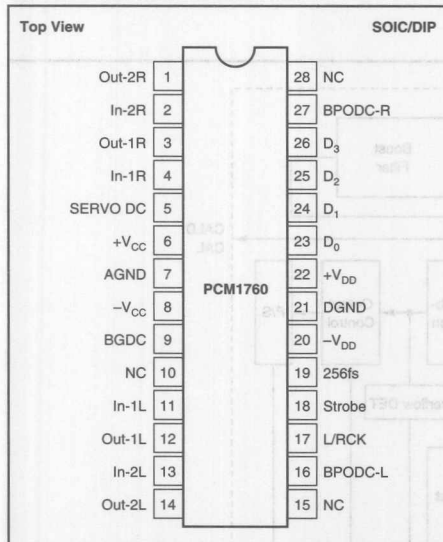 Top View SOIC/DIP
Out-2R 1 28 NC
In-2R 2 27 BPODC-R
Out-1R 3 26 D3
In-1R 4 25 D2
SERVO DC 5 24 D1
+VCC 6 23 D0
AGND 7 22 +VDD
PCM1760
–VCC 8 21 DGND
BGDC 9 20 –VDD
NC 10 19 256fs
In-1L 11 18 Strobe
Out-1L 12 17 L/RCK
In-2L 13 16 BPODC-L
Out-2L 14 15 NC